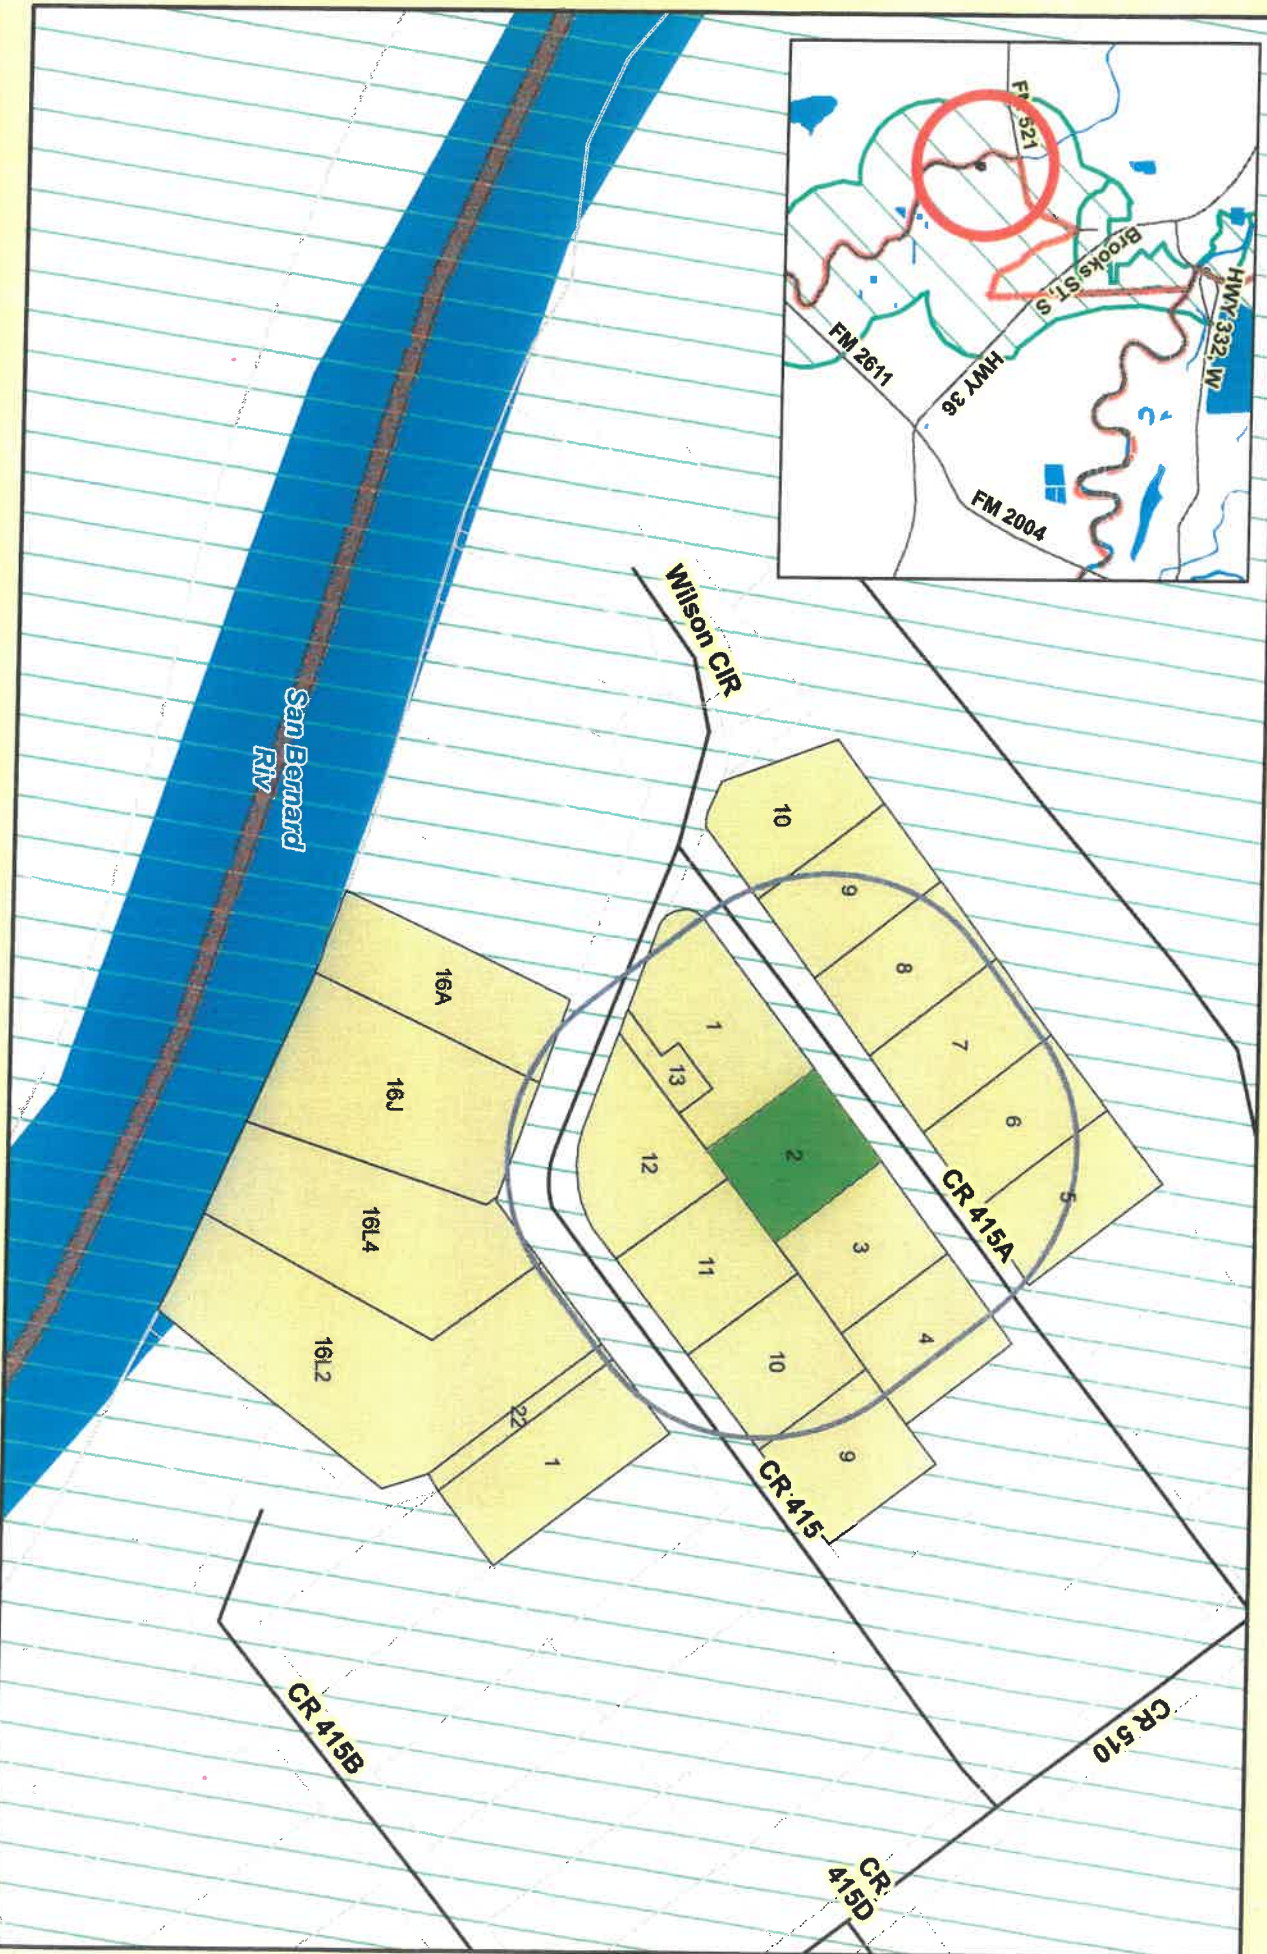 FM 521
Brooks ST, S
HWY 332, W
HWY 36
FM 2611
FM 2004
Wilson CIR
San Bernard
Riv
10
9
8
7
6
5
CR 415A
1
13
2
3
4
12
11
10
9
CR 415
16A
16J
16L4
16L2
22
1
CR 510
CR
415D
CR 415B